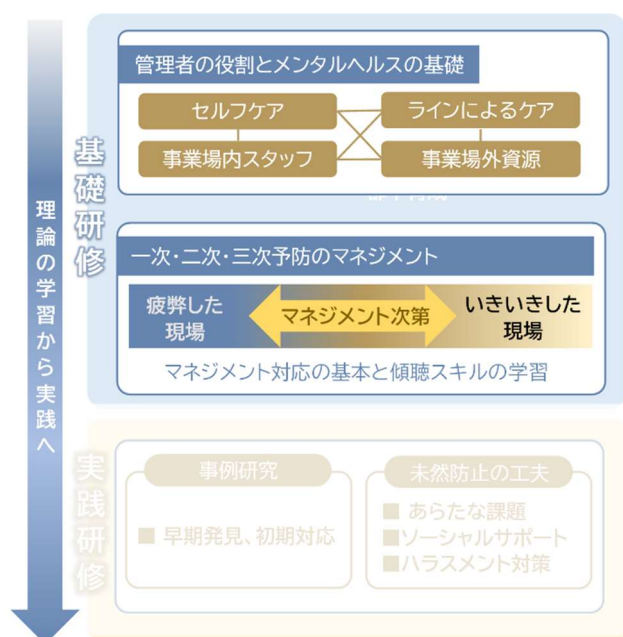 理論の学習から実践へ
基礎研修
管理者の役割とメンタルヘルスの基礎
セルフケア
ラインによるケア
事業場内スタッフ
事業場外資源
一次・二次・三次予防のマネジメント
疲弊した
現場
マネジメント次第
いきいきした
現場
マネジメント対応の基本と傾聴スキルの学習
実践研修
事例研究
■ 早期発見、初期対応
未然防止の工夫
■ あらたな課題
■ソーシャルサポート
■ハラスメント対策